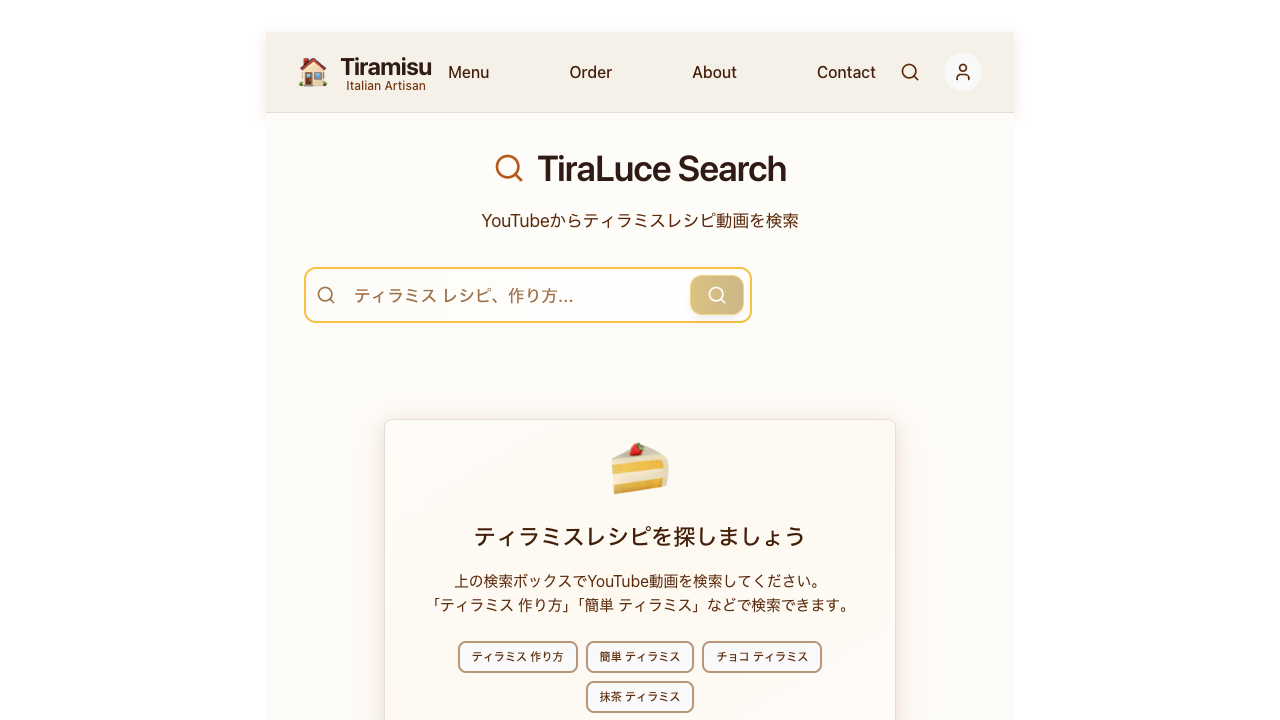 Tiramisu
Italian Artisan
Menu
Order
About
Contact
TiraLuce Search
YouTubeからティラミスレシピ動画を検索
ティラミス レシピ、作り方...
ティラミスレシピを探しましょう
上の検索ボックスでYouTube動画を検索してください。
「ティラミス 作り方」「簡単 ティラミス」などで検索できます。
ティラミス 作り方
簡単 ティラミス
チョコ ティラミス
抹茶 ティラミス